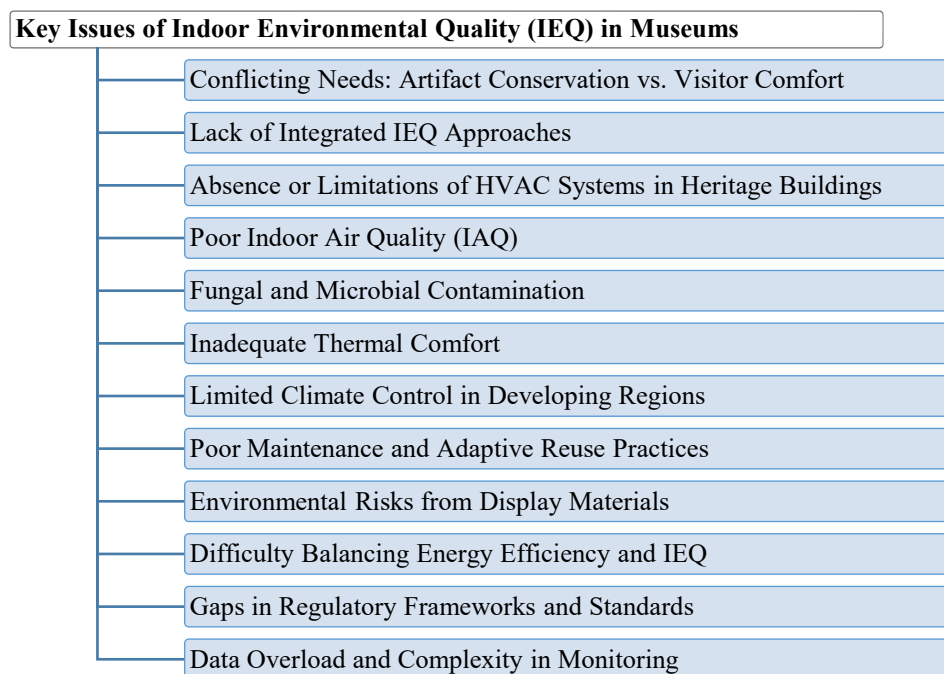 Key Issues of Indoor Environmental Quality (IEQ) in Museums
Conflicting Needs: Artifact Conservation vs. Visitor Comfort
Lack of Integrated IEQ Approaches
Absence or Limitations of HVAC Systems in Heritage Buildings
Poor Indoor Air Quality (IAQ)
Fungal and Microbial Contamination
Inadequate Thermal Comfort
Limited Climate Control in Developing Regions
Poor Maintenance and Adaptive Reuse Practices
Environmental Risks from Display Materials
Difficulty Balancing Energy Efficiency and IEQ
Gaps in Regulatory Frameworks and Standards
Data Overload and Complexity in Monitoring